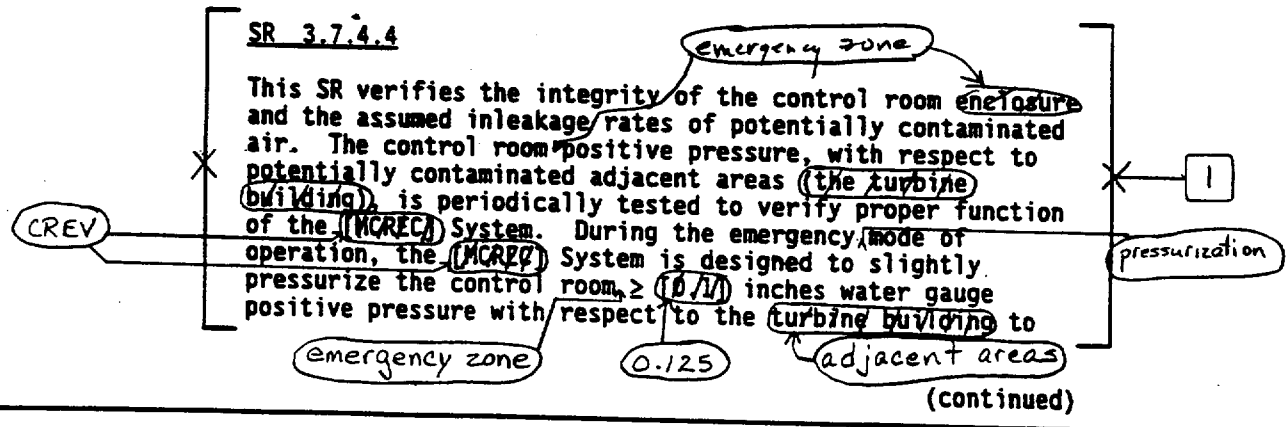 SR 3.7.4.4
emergency zone
This SR verifies the integrity of the control room enclosure
and the assumed inleakage rates of potentially contaminated
air. The control room positive pressure, with respect to
potentially contaminated adjacent areas (the turbine
building), is periodically tested to verify proper function
of the [MCREC] System. During the emergency mode of
operation, the [MCREC] System is designed to slightly
pressurize the control room ≥ [0.1] inches water gauge
positive pressure with respect to the turbine building to
1
CREV
pressurization
emergency zone
0.125
adjacent areas
(continued)